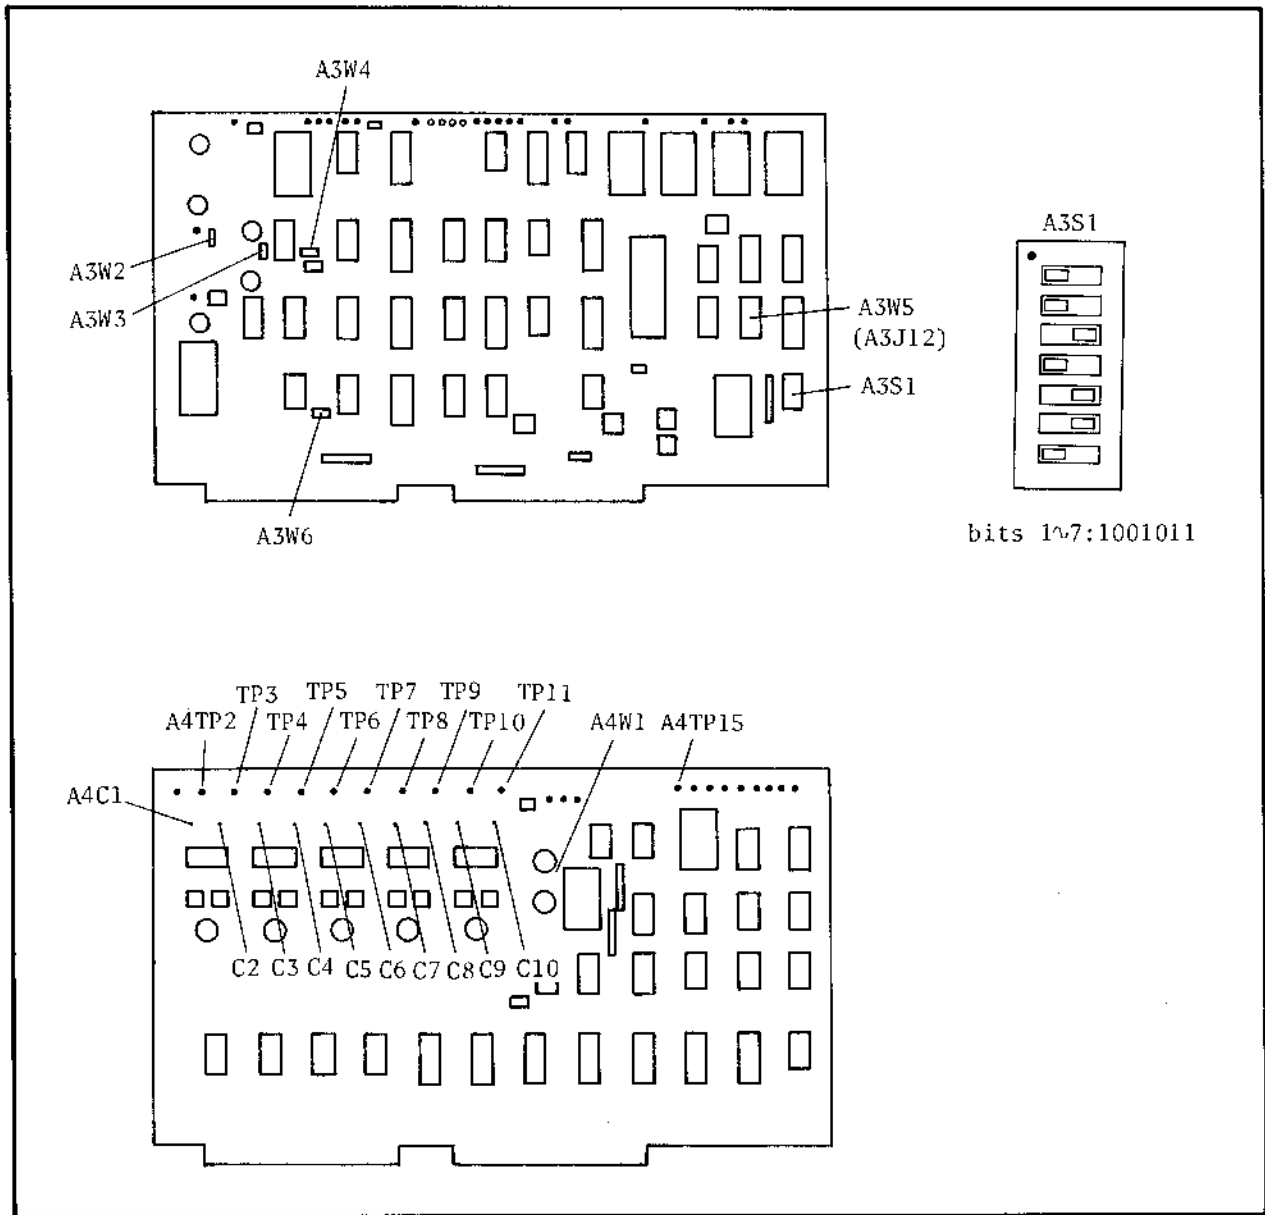 A3W4
A3W2
A3W3
A3W5
(A3J12)
A3S1
A3W6
A3S1
bits 1∿7:1001011
TP3 TP5 TP7 TP9 TP11
A4TP2 TP4 TP6 TP8 TP10 A4W1 A4TP15
A4C1
C2 C3 C4 C5 C6 C7 C8 C9 C10